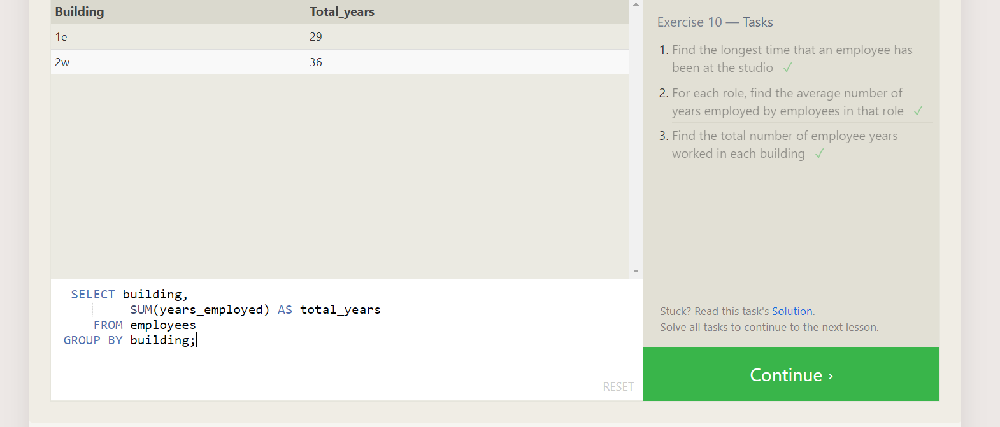 Building Total_years
1e 29
2w 36
SELECT building,
SUM(years_employed) AS total_years
FROM employees
GROUP BY building;
RESET
Exercise 10 — Tasks
1. Find the longest time that an employee has
been at the studio ✓
2. For each role, find the average number of
years employed by employees in that role ✓
3. Find the total number of employee years
worked in each building ✓
Stuck? Read this task's Solution.
Solve all tasks to continue to the next lesson.
Continue ›